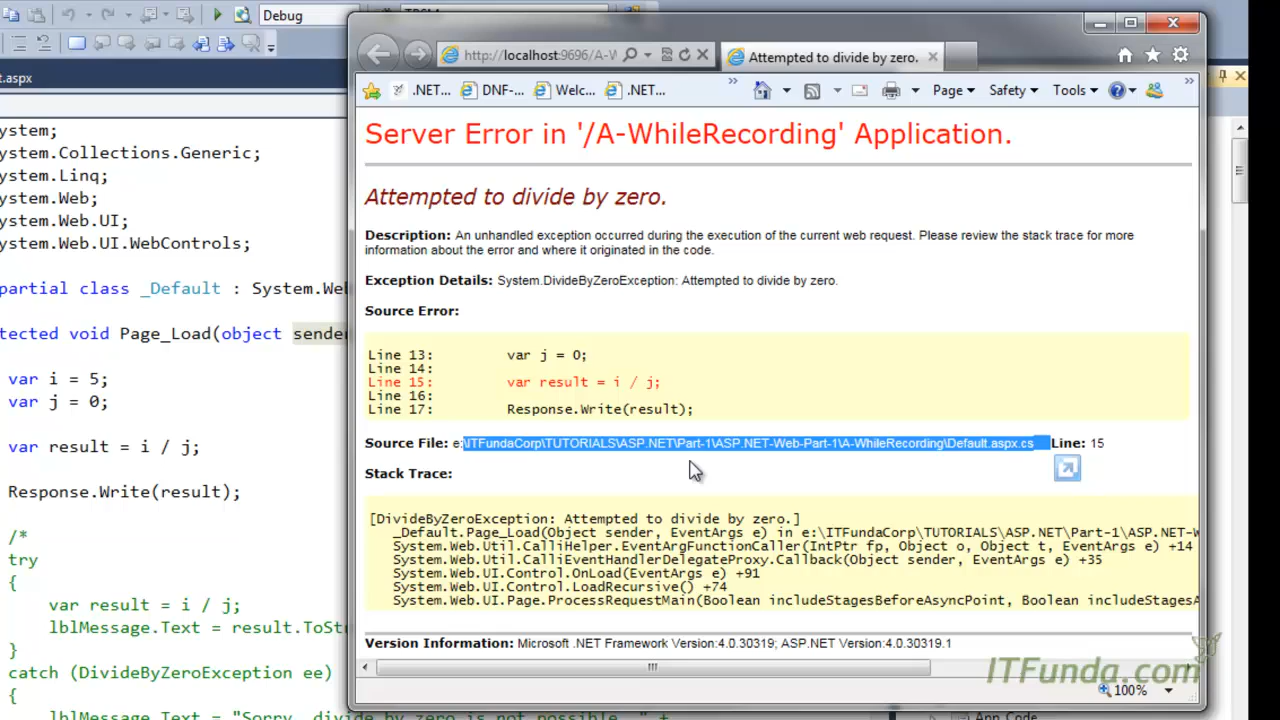 Debug
t.aspx
ystem;
ystem.Collections.Generic;
ystem.Linq;
ystem.Web;
ystem.Web.UI;
ystem.Web.UI.WebControls;
partial class _Default : System.We
tected void Page_Load(object sende
var i = 5;
var j = 0;
var result = i / j;
Response.Write(result);
/*
try
{
var result = i / j;
lblMessage.Text = result.ToSt
}
catch (DivideByZeroException ee)
{
lblMessage.Text = "Sorry, divide by zero is not possible. " +
http://localhost:9696/A-W
Attempted to divide by zero.
.NET... DNF-... Welc... .NET... Page Safety Tools
Server Error in '/A-WhileRecording' Application.
Attempted to divide by zero.
Description: An unhandled exception occurred during the execution of the current web request. Please review the stack trace for more
information about the error and where it originated in the code.
Exception Details: System.DivideByZeroException: Attempted to divide by zero.
Source Error:
Line 13: var j = 0;
Line 14:
Line 15: var result = i / j;
Line 16:
Line 17: Response.Write(result);
Source File: e:\ITFundaCorp\TUTORIALS\ASP.NET\Part-1\ASP.NET-Web-Part-1\A-WhileRecording\Default.aspx.cs Line: 15
Stack Trace:
[DivideByZeroException: Attempted to divide by zero.]
_Default.Page_Load(Object sender, EventArgs e) in e:\ITFundaCorp\TUTORIALS\ASP.NET\Part-1\ASP.NET-W
System.Web.Util.CalliHelper.EventArgFunctionCaller(IntPtr fp, Object o, Object t, EventArgs e) +14
System.Web.Util.CalliEventHandlerDelegateProxy.Callback(Object sender, EventArgs e) +35
System.Web.UI.Control.OnLoad(EventArgs e) +91
System.Web.UI.Control.LoadRecursive() +74
System.Web.UI.Page.ProcessRequestMain(Boolean includeStagesBeforeAsyncPoint, Boolean includeStagesA
Version Information: Microsoft .NET Framework Version:4.0.30319; ASP.NET Version:4.0.30319.1
ITFunda.com
100%
App_Code